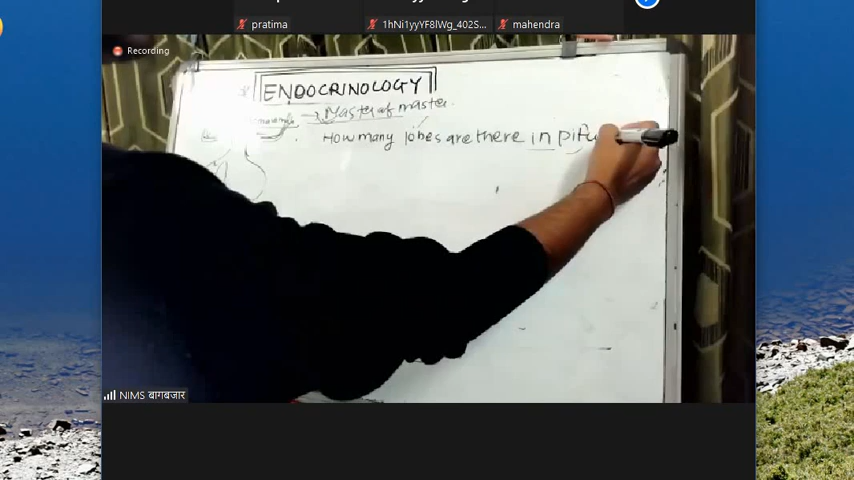 pratima 1hNi1yyYF8lWg_402S... mahendra
Recording
ENDOCRINOLOGY
→ Master of master.
How many lobes are there in pitu
NIMS बागबजार